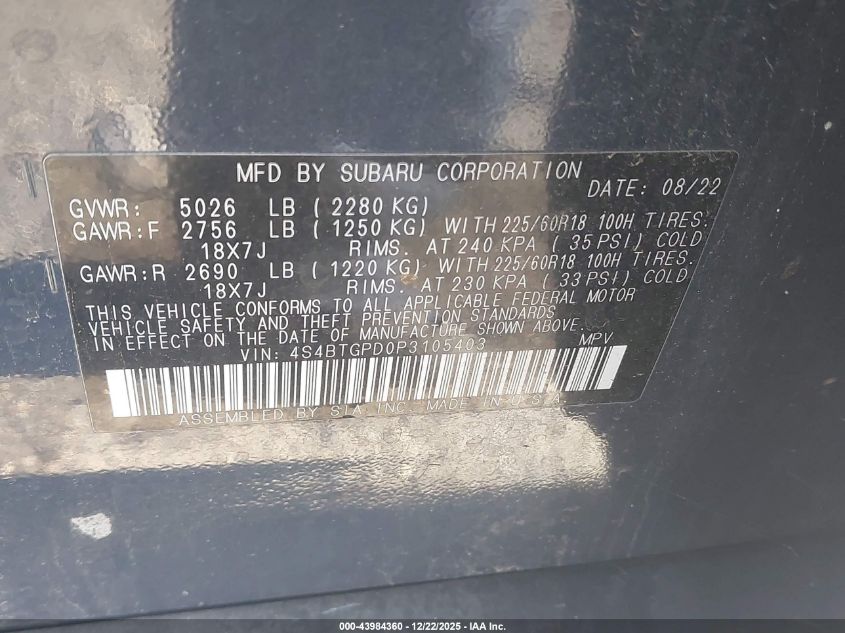 MFD BY SUBARU CORPORATION DATE: 08/22
GVWR: 5026 LB ( 2280 KG)
GAWR:F 2756 LB ( 1250 KG) WITH 225/60R18 100H TIRES.
18X7J RIMS. AT 240 KPA ( 35 PSI) COLD
GAWR:R 2690 LB ( 1220 KG) WITH 225/60R18 100H TIRES.
18X7J RIMS. AT 230 KPA ( 33 PSI) COLD
THIS VEHICLE CONFORMS TO ALL APPLICABLE FEDERAL MOTOR
VEHICLE SAFETY AND THEFT PREVENTION STANDARDS
IN EFFECT ON THE DATE OF MANUFACTURE SHOWN ABOVE.
VIN: 4S4BTGPD0P3105403 MPV
ASSEMBLED BY SIA, INC. MADE IN U.S.A.
000-43984360 - 12/22/2025 - IAA Inc.